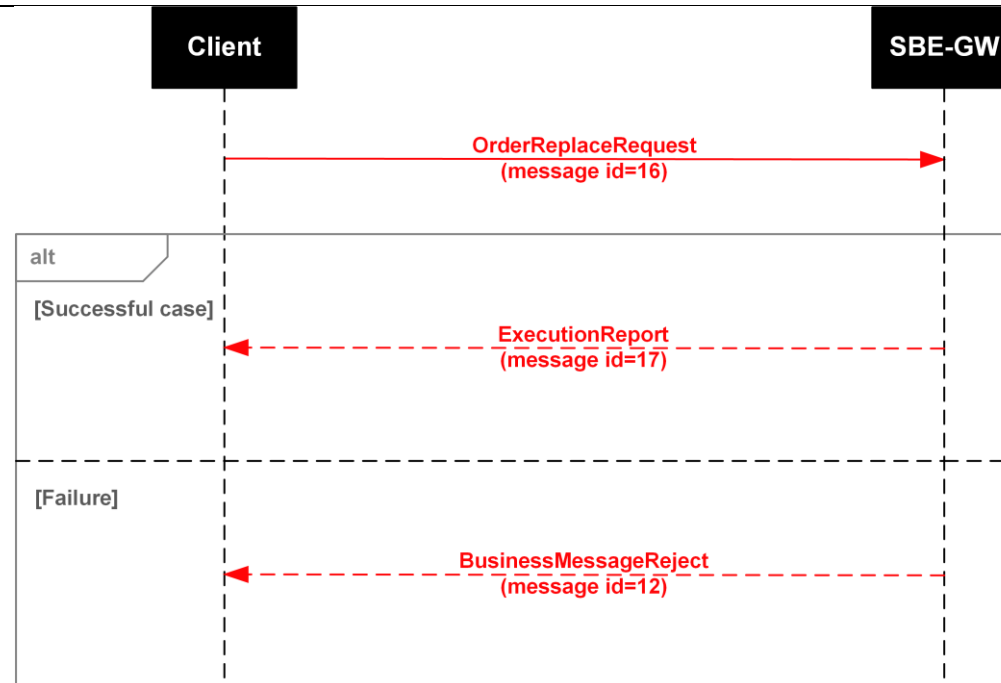 Client
SBE-GW
OrderReplaceRequest
(message id=16)
alt
[Successful case]
ExecutionReport
(message id=17)
[Failure]
BusinessMessageReject
(message id=12)